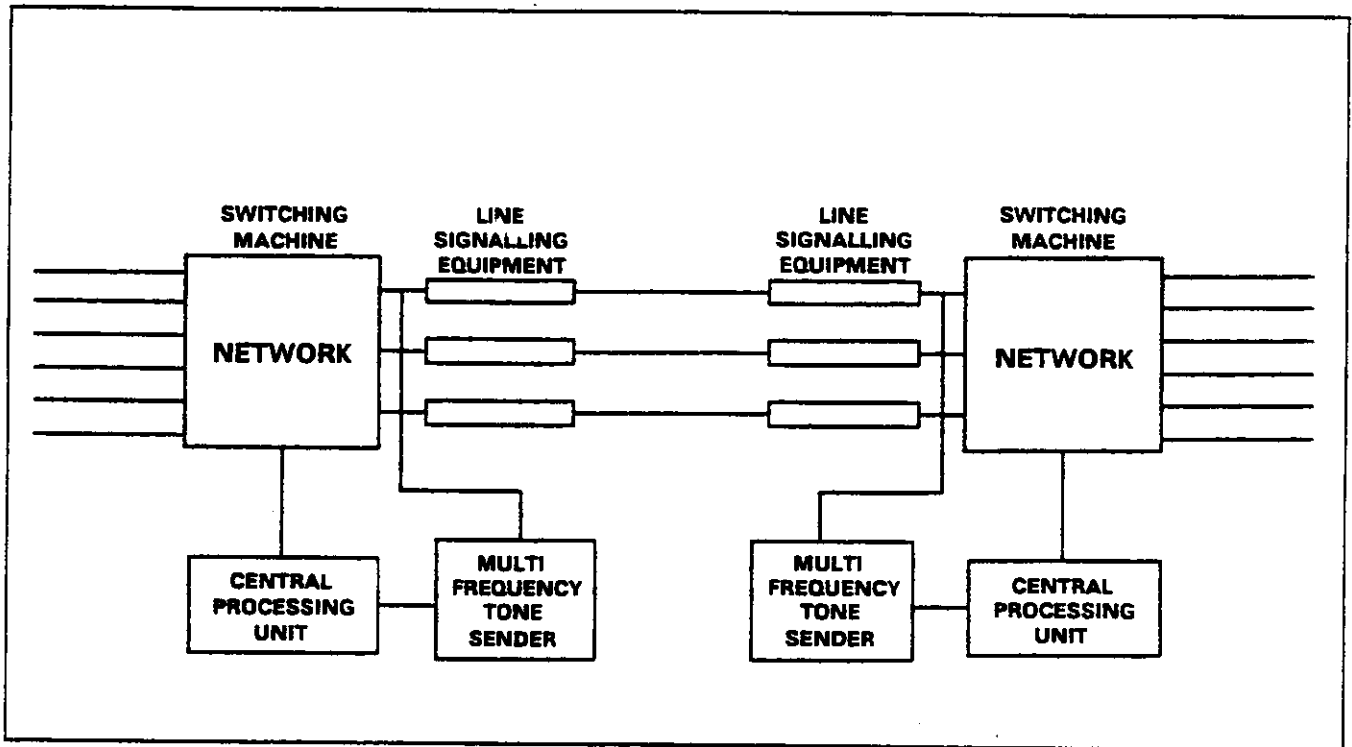 SWITCHING
MACHINE
LINE
SIGNALLING
EQUIPMENT
LINE
SIGNALLING
EQUIPMENT
SWITCHING
MACHINE
NETWORK
NETWORK
CENTRAL
PROCESSING
UNIT
MULTI
FREQUENCY
TONE
SENDER
MULTI
FREQUENCY
TONE
SENDER
CENTRAL
PROCESSING
UNIT